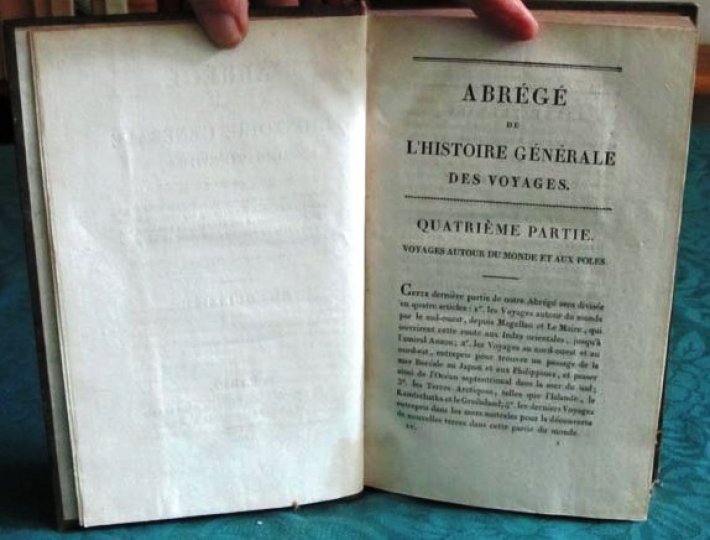 ABRÉGÉ
DE
L'HISTOIRE GÉNÉRALE
DES VOYAGES.
QUATRIÈME PARTIE.
VOYAGES AUTOUR DU MONDE ET AUX POLES
CETTE dernière partie de notre Abrégé sera divisée
en quatre articles : 1°. les Voyages autour du monde
par le sud-ouest, depuis Magellan et Le Maire, qui
ouvrirent cette route aux Indes orientales, jusqu'à
l'amiral Anson; 2°. les Voyages au nord-ouest et au
nord-est, entrepris pour trouver un passage de la
mer Boréale au Japon et aux Philippines, et passer
ainsi de l'Océan septentrional dans la mer du sud;
3°. les Terres Arctiques, telles que l'Islande, le
Kamtschatka et le Groënland; 4°. les derniers Voyages
entrepris dans les mers australes pour la découverte
de nouvelles terres dans cette partie du monde.